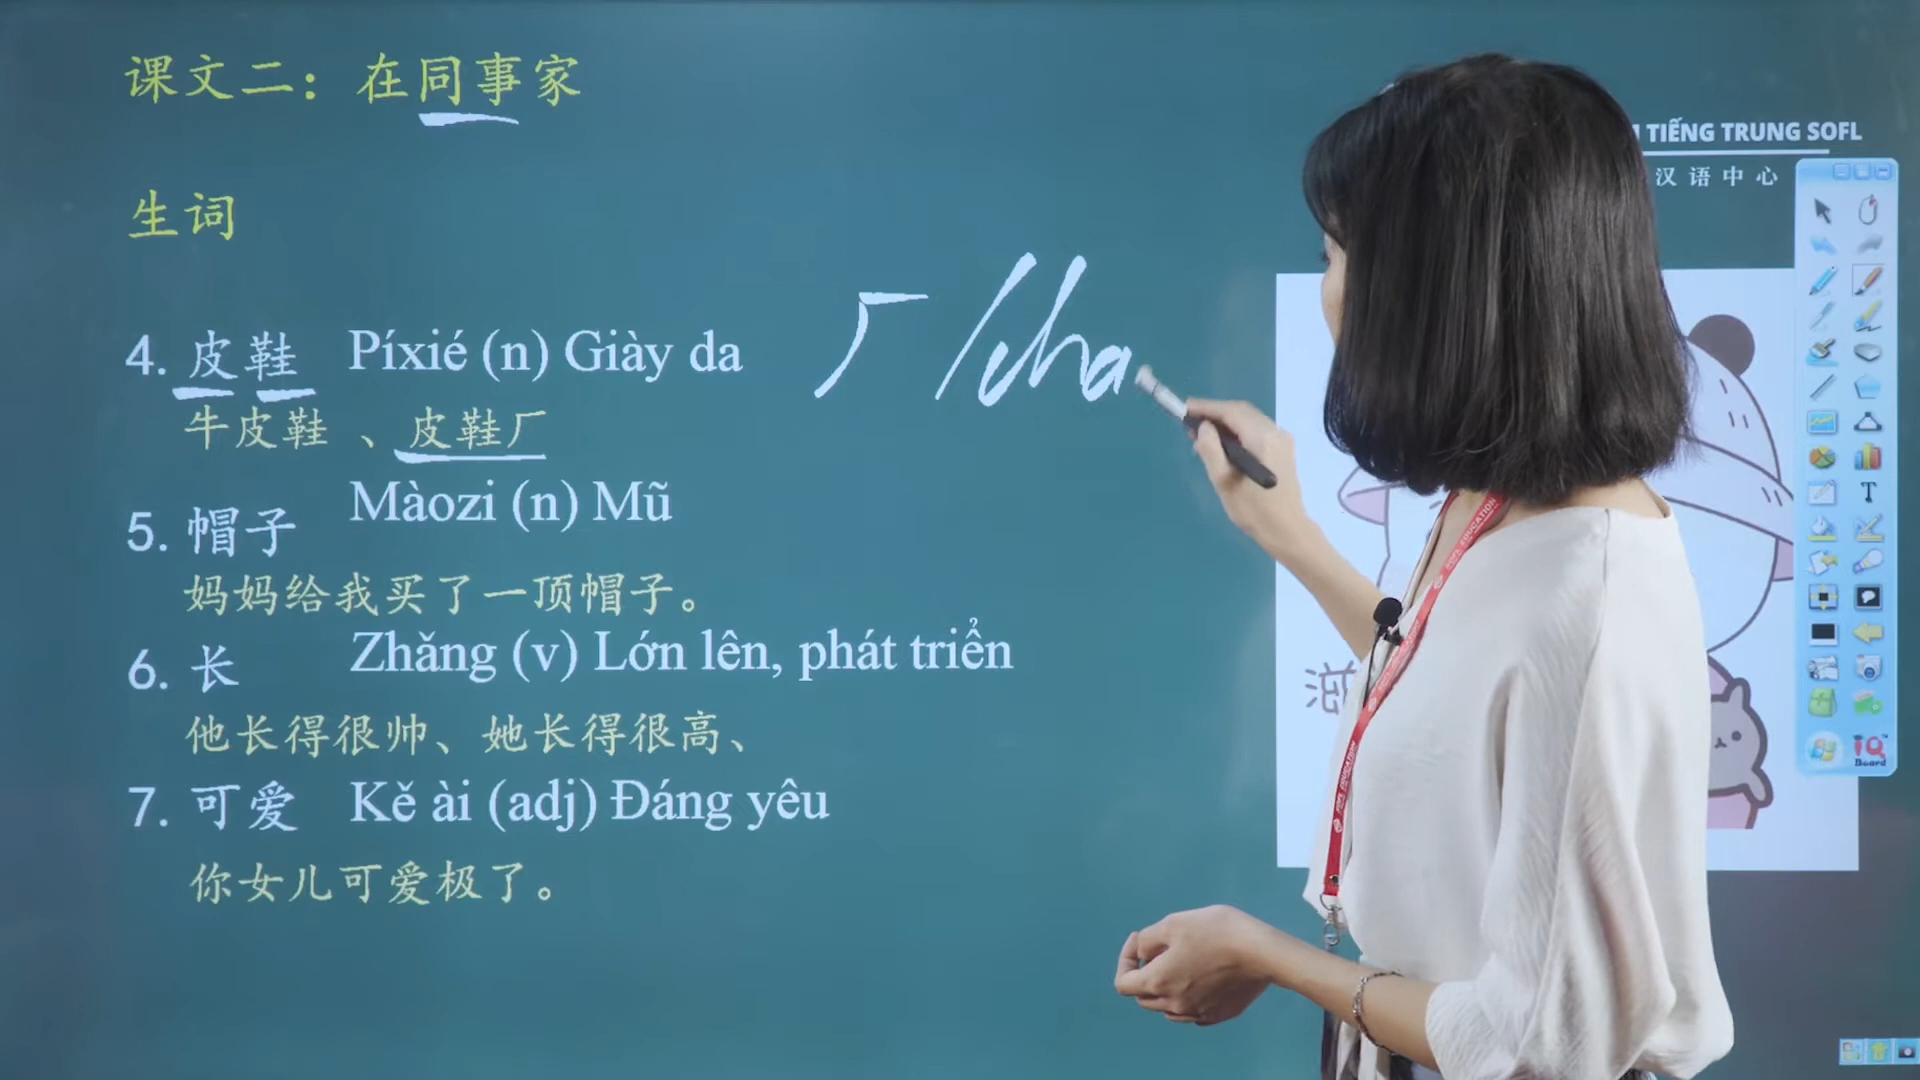 课文二：在同事家
TIẾNG TRUNG SOFL
汉语中心
生词
4. 皮鞋 Píxié (n) Giày da
厂 /cha
牛皮鞋、皮鞋厂
5. 帽子 Màozi (n) Mũ
妈妈给我买了一顶帽子。
6. 长 Zhǎng (v) Lớn lên, phát triển
他长得很帅、她长得很高、
7. 可爱 Kě ài (adj) Đáng yêu
你女儿可爱极了。
滋
T
IQ
Board